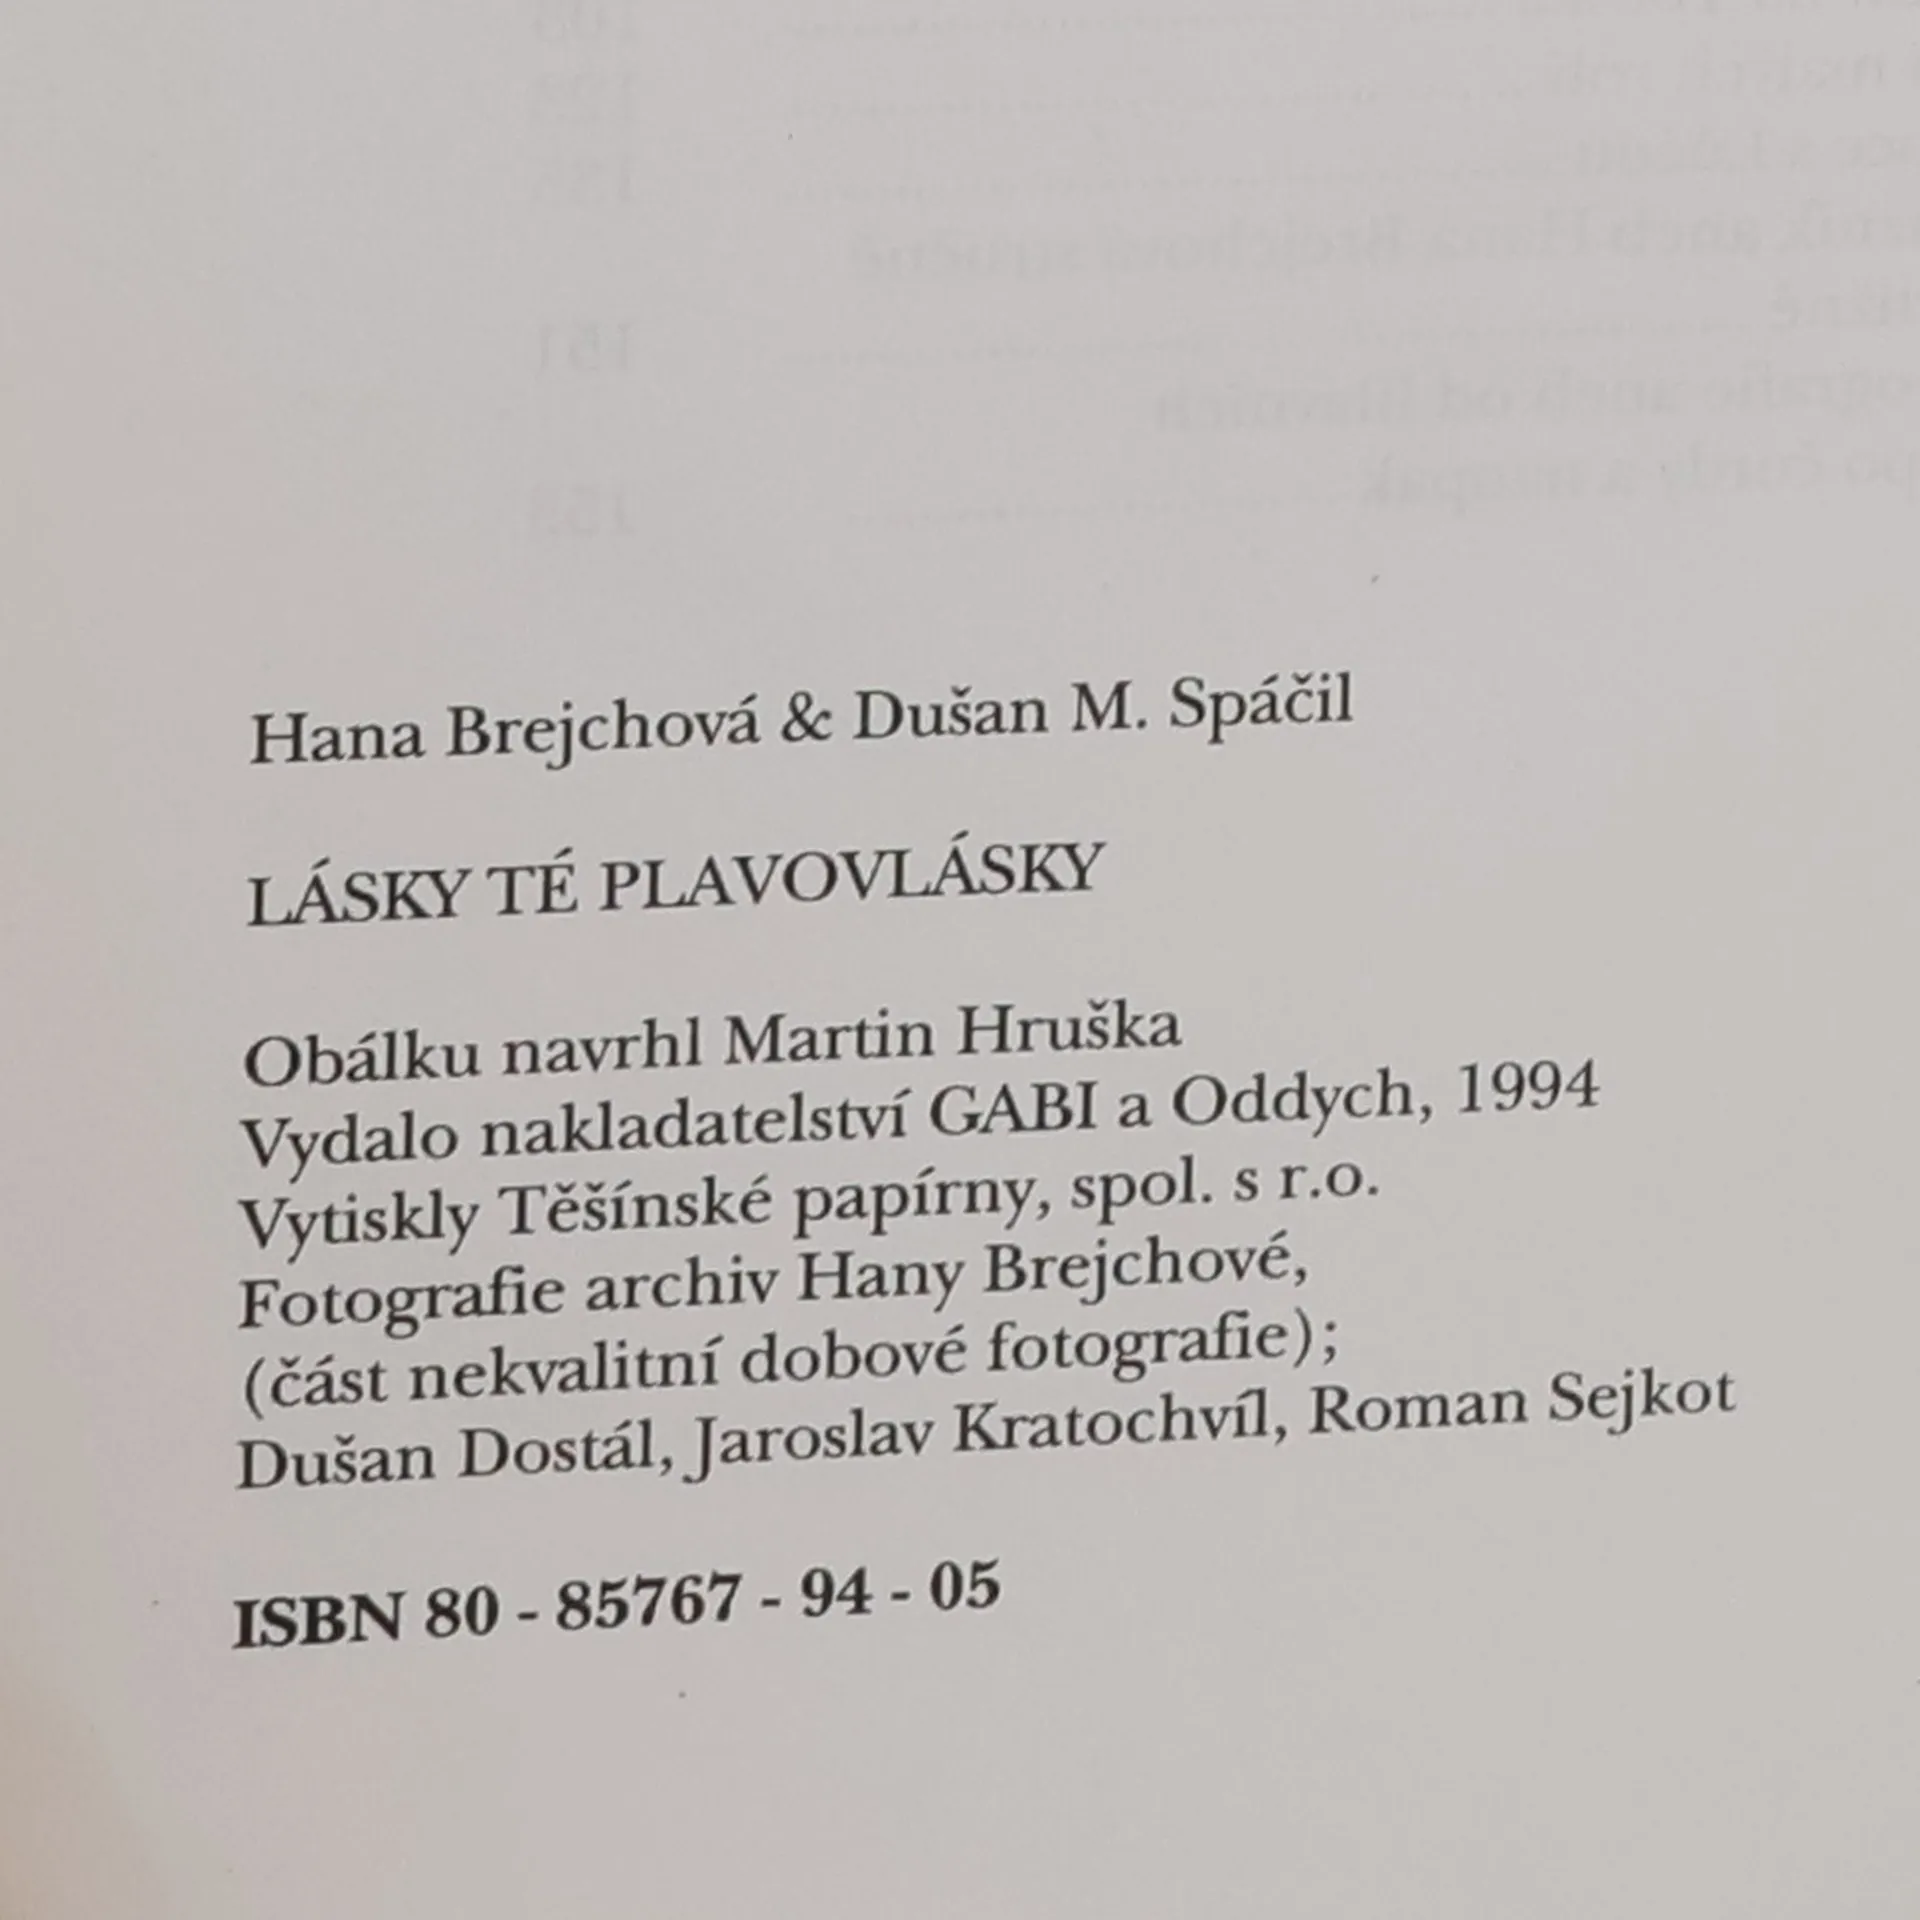 Hana Brejchová & Dušan M. Spáčil
LÁSKY TÉ PLAVOVLÁSKY
Obálku navrhl Martin Hruška
Vydalo nakladatelství GABI a Oddych, 1994
Vytiskly Těšínské papírny, spol. s r.o.
Fotografie archiv Hany Brejchové,
(část nekvalitní dobové fotografie);
Dušan Dostál, Jaroslav Kratochvíl, Roman Sejkot
ISBN 80 - 85767 - 94 - 05